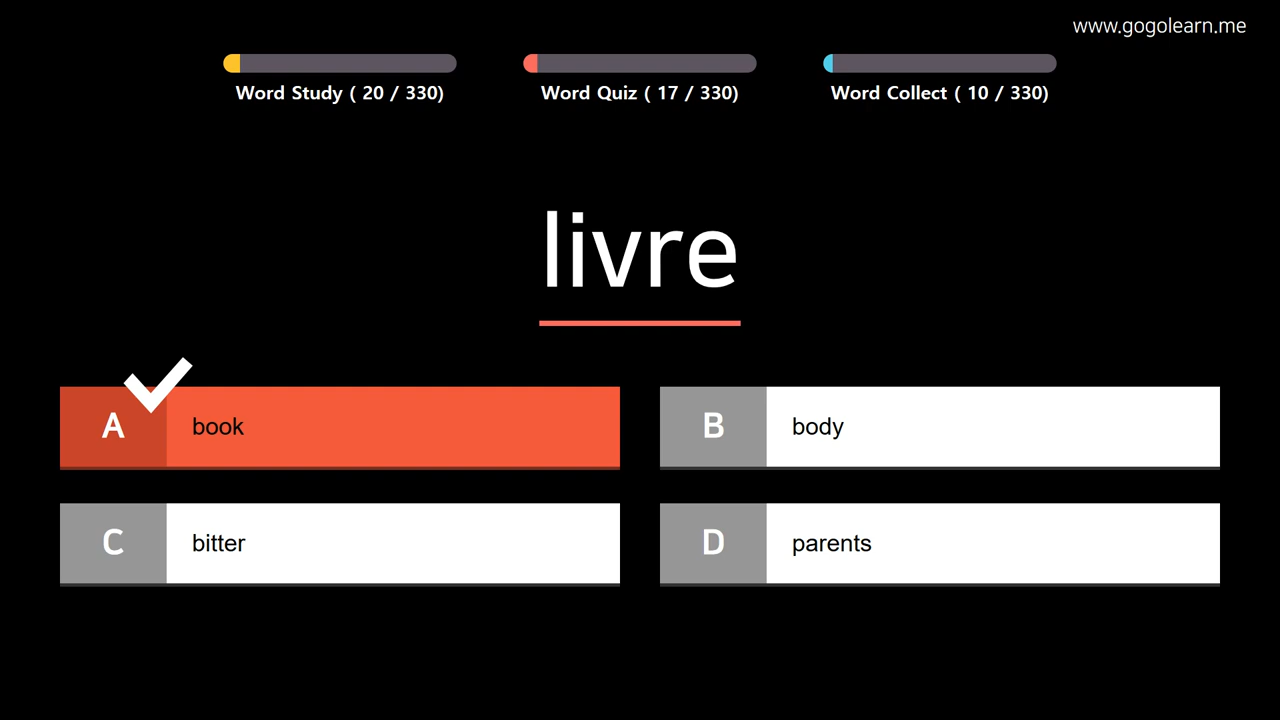 www.gogolearn.me
Word Study ( 20 / 330)
Word Quiz ( 17 / 330)
Word Collect ( 10 / 330)
livre
A book
B body
C bitter
D parents